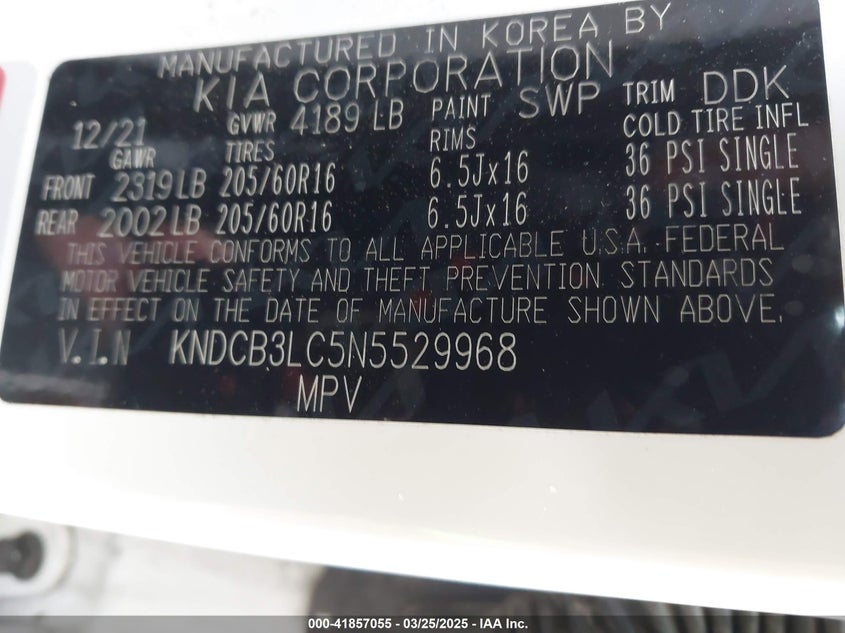 MANUFACTURED IN KOREA BY
KIA CORPORATION
12/21 GVWR 4189 LB PAINT SWP TRIM DDK
GAWR TIRES RIMS COLD TIRE INFL
FRONT 2319 LB 205/60R16 6.5Jx16 36 PSI SINGLE
REAR 2002 LB 205/60R16 6.5Jx16 36 PSI SINGLE
THIS VEHICLE CONFORMS TO ALL APPLICABLE U.S.A. FEDERAL
MOTOR VEHICLE SAFETY AND THEFT PREVENTION STANDARDS
IN EFFECT ON THE DATE OF MANUFACTURE SHOWN ABOVE.
V.I.N KNDCB3LC5N5529968
MPV
000-41857055 — 03/25/2025 — IAA Inc.